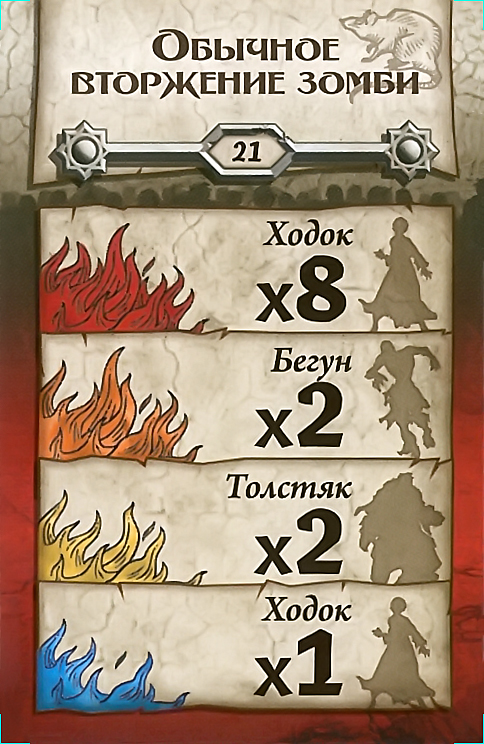 Обычное
вторжение зомби
21
Ходок
x8
Бегун
x2
Толстяк
x2
Ходок
x1